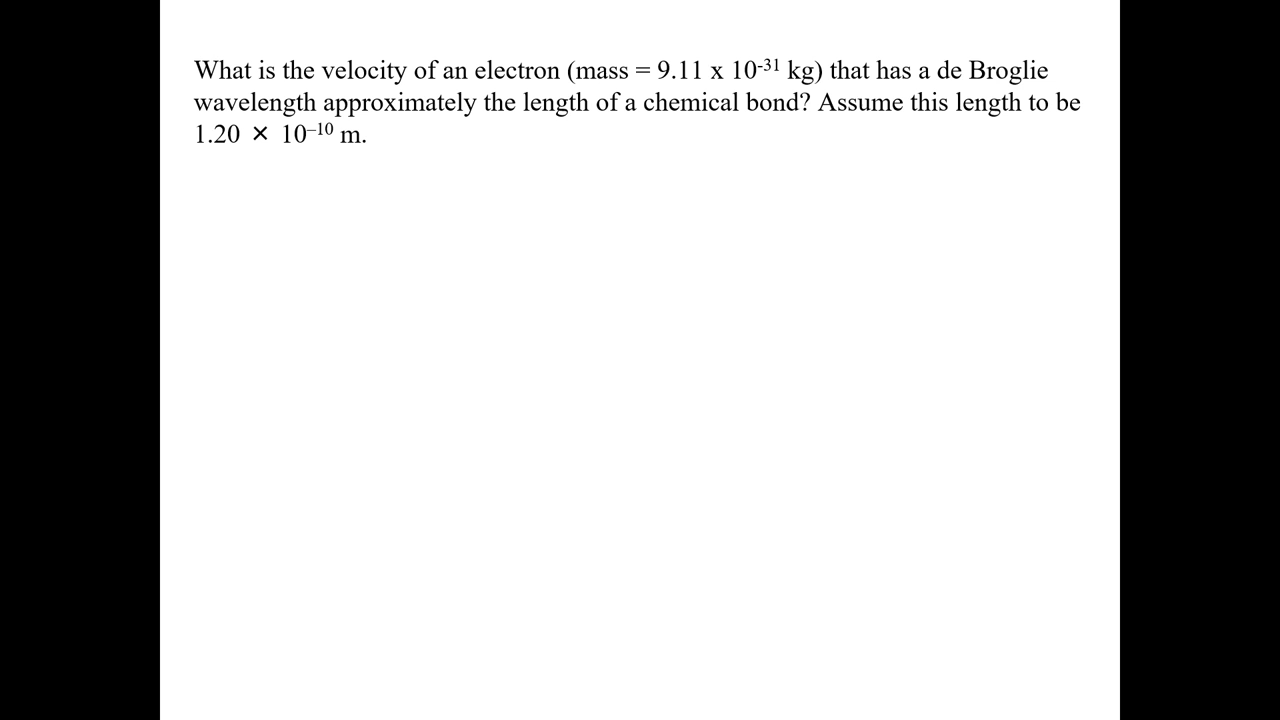 What is the velocity of an electron (mass = 9.11 x 10⁻³¹ kg) that has a de Broglie
wavelength approximately the length of a chemical bond? Assume this length to be
1.20 × 10⁻¹⁰ m.